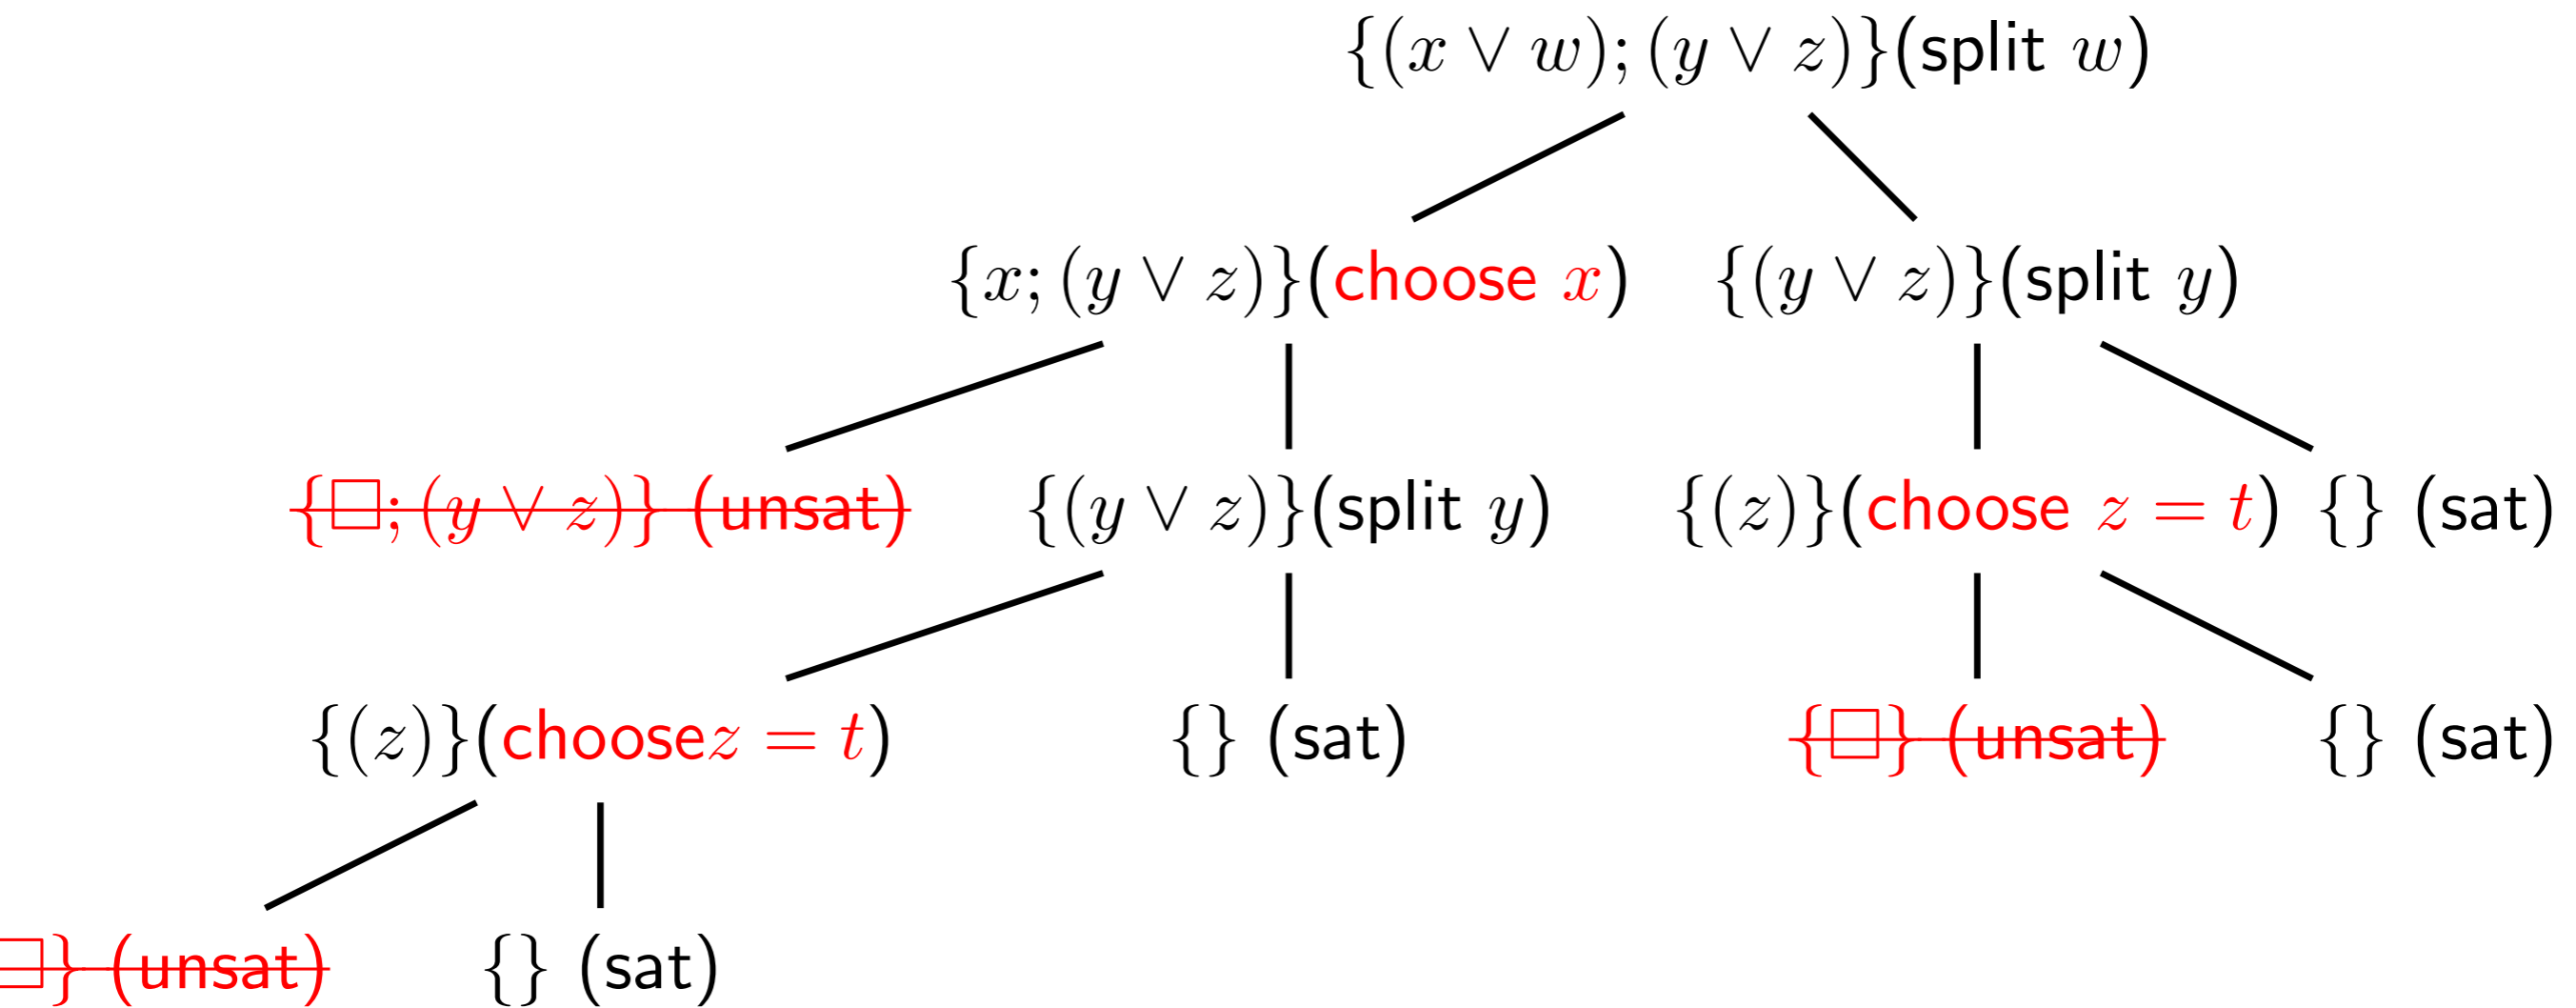 {(x ∨ w); (y ∨ z)}(split w)
{x; (y ∨ z)}(choose x) {(y ∨ z)}(split y)
{□; (y ∨ z)} (unsat) {(y ∨ z)}(split y) {(z)}(choose z = t) {} (sat)
{(z)}(choosez = t) {} (sat) {□} (unsat) {} (sat)
□} (unsat) {} (sat)